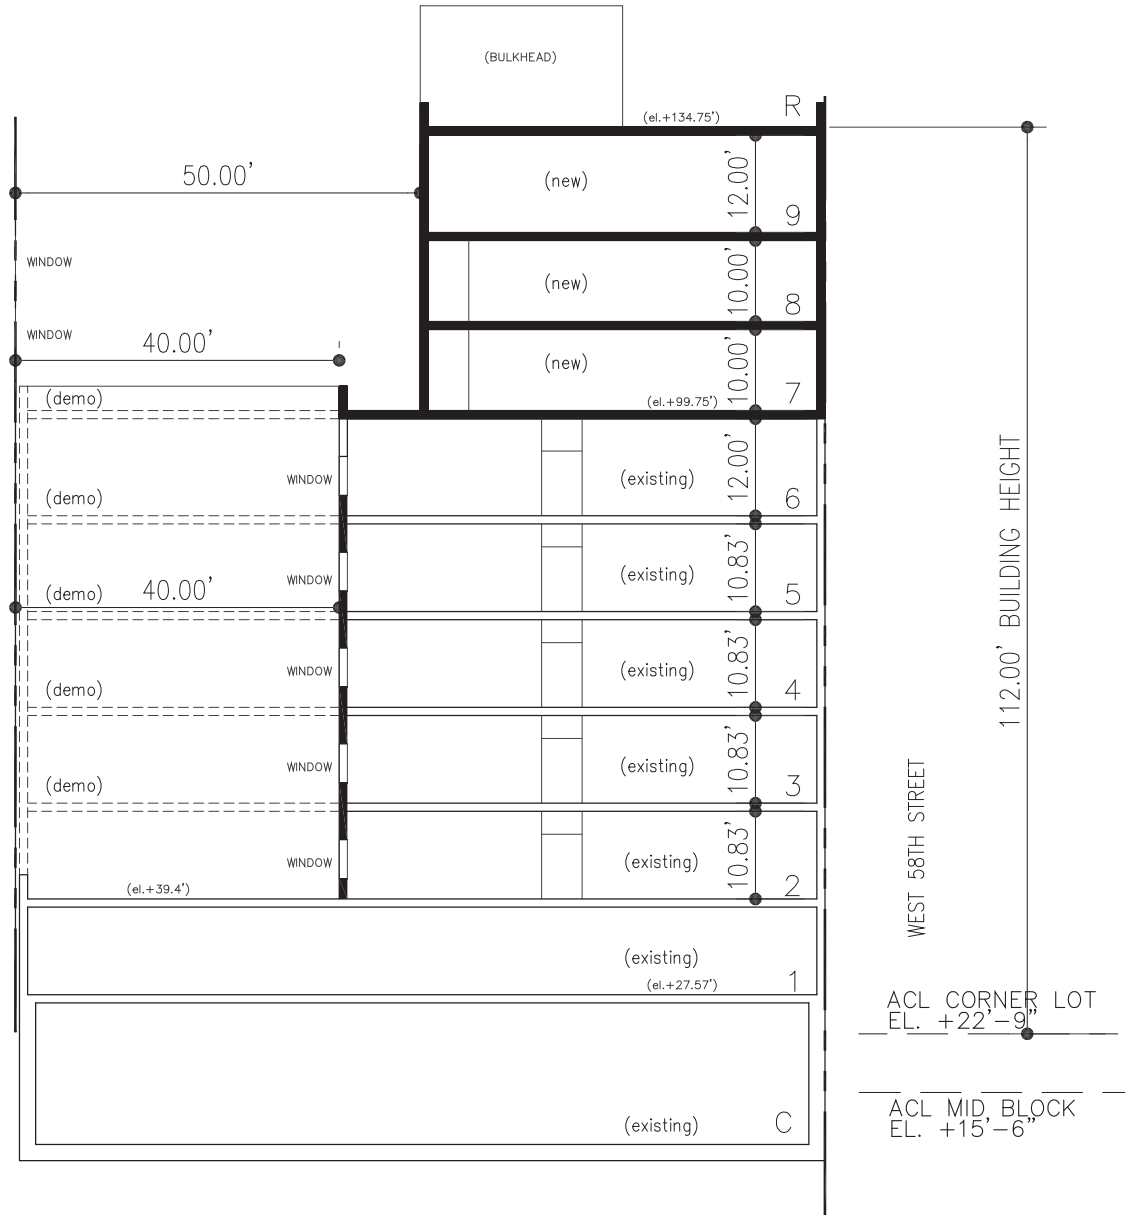 (BULKHEAD)
(el.+134.75')
R
50.00'
(new)
12.00'
9
WINDOW
(new)
10.00'
8
WINDOW
40.00'
(new)
10.00'
7
(demo)
(el.+99.75')
(demo)
WINDOW
(existing)
12.00'
6
112.00' BUILDING HEIGHT
(demo)
40.00'
WINDOW
(existing)
10.83'
5
(demo)
WINDOW
(existing)
10.83'
4
(demo)
WINDOW
(existing)
10.83'
3
WEST 58TH STREET
(el.+39.4')
WINDOW
(existing)
10.83'
2
(existing)
(el.+27.57')
1
ACL CORNER LOT
EL. +22'-9"
(existing)
C
ACL MID BLOCK
EL. +15'-6"